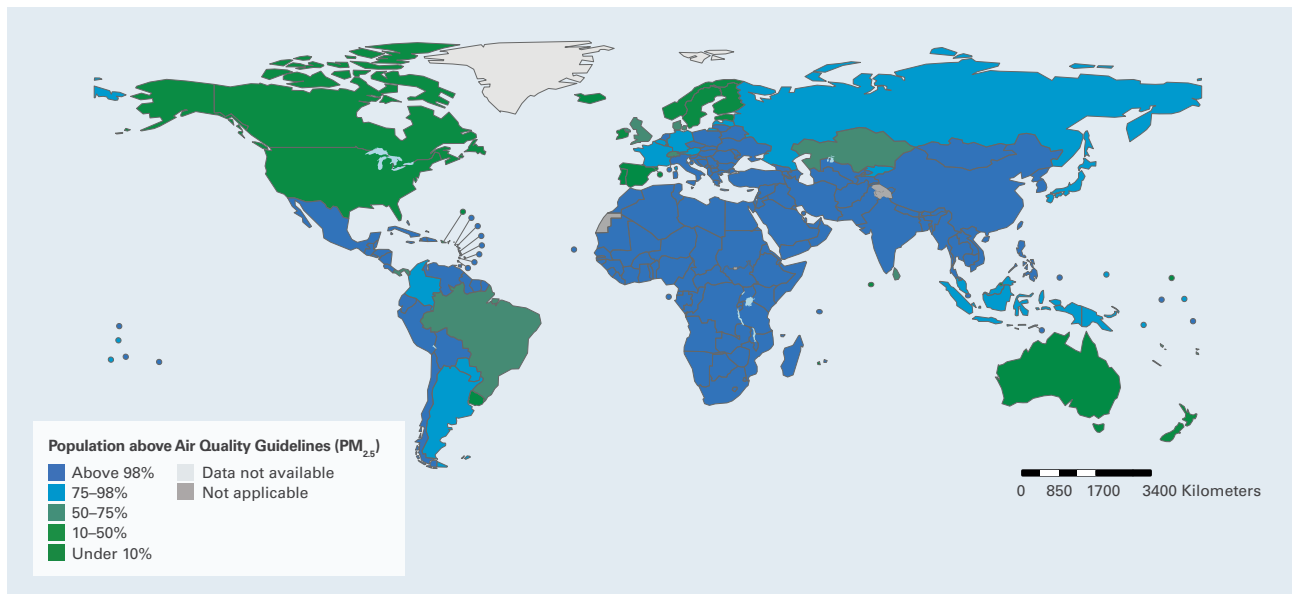 Population above Air Quality Guidelines (PM2.5)
Above 98%
75–98%
50–75%
10–50%
Under 10%
Data not available
Not applicable
0 850 1700 3400 Kilometers